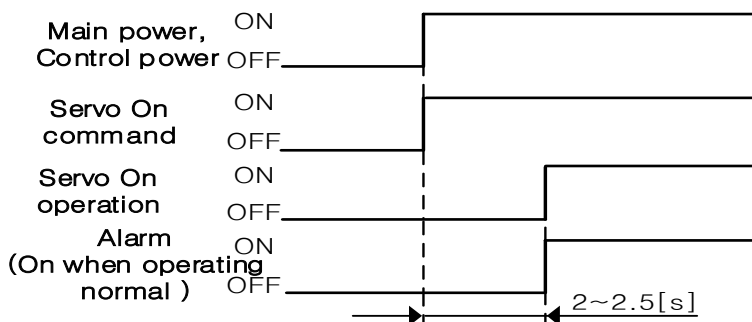 Main power, ON
Control power OFF
Servo On ON
command OFF
Servo On ON
operation OFF
Alarm ON
(On when operating
normal ) OFF
2~2.5[s]